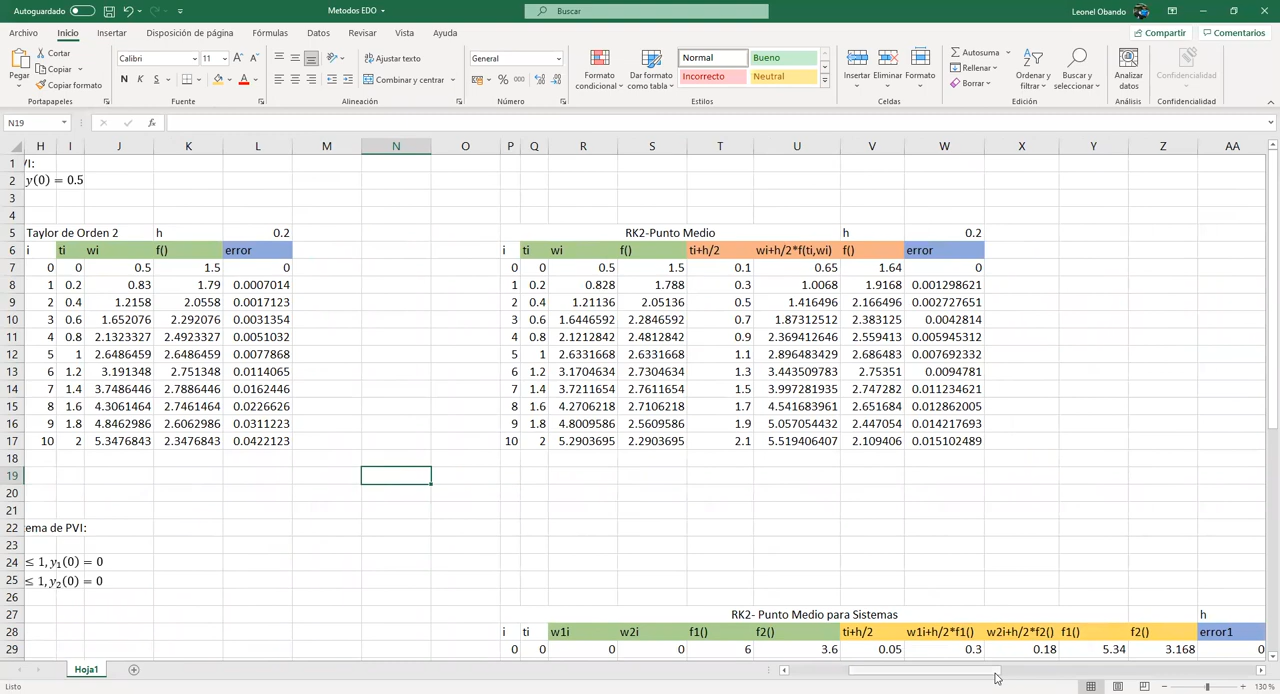 Autoguardado
Metodos EDO
Buscar
Leonel Obando
Archivo Inicio Insertar Disposición de página Fórmulas Datos Revisar Vista Ayuda
Compartir Comentarios
Pegar
Cortar
Copiar
Copiar formato
Portapapeles
Calibri 11
N K S
Fuente
Ajustar texto
Combinar y centrar
Alineación
General
Número
Formato condicional
Dar formato como tabla
Normal Bueno
Incorrecto Neutral
Estilos
Insertar Eliminar Formato
Celdas
Autosuma
Rellenar
Borrar
Ordenar y filtrar
Buscar y seleccionar
Edición
Analizar datos
Análisis
Confidencialidad
Confidencialidad
N19 fx
H I J K L M N O P Q R S T U V W X Y Z AA
1 /I:
2 y(0) = 0.5
3
4
5 Taylor de Orden 2 h 0.2 RK2-Punto Medio h 0.2
6 i ti wi f() error i ti wi f() ti+h/2 wi+h/2*f(ti,wi) f() error
7 0 0 0.5 1.5 0 0 0 0.5 1.5 0.1 0.65 1.64 0
8 1 0.2 0.83 1.79 0.0007014 1 0.2 0.828 1.788 0.3 1.0068 1.9168 0.001298621
9 2 0.4 1.2158 2.0558 0.0017123 2 0.4 1.21136 2.05136 0.5 1.416496 2.166496 0.002727651
10 3 0.6 1.652076 2.292076 0.0031354 3 0.6 1.6446592 2.2846592 0.7 1.87312512 2.383125 0.0042814
11 4 0.8 2.1323327 2.4923327 0.0051032 4 0.8 2.1212842 2.4812842 0.9 2.369412646 2.559413 0.005945312
12 5 1 2.6486459 2.6486459 0.0077868 5 1 2.6331668 2.6331668 1.1 2.896483429 2.686483 0.007692332
13 6 1.2 3.191348 2.751348 0.0114065 6 1.2 3.1704634 2.7304634 1.3 3.443509783 2.75351 0.0094781
14 7 1.4 3.7486446 2.7886446 0.0162446 7 1.4 3.7211654 2.7611654 1.5 3.997281935 2.747282 0.011234621
15 8 1.6 4.3061464 2.7461464 0.0226626 8 1.6 4.2706218 2.7106218 1.7 4.541683961 2.651684 0.012862005
16 9 1.8 4.8462986 2.6062986 0.0311223 9 1.8 4.8009586 2.5609586 1.9 5.057054432 2.447054 0.014217693
17 10 2 5.3476843 2.3476843 0.0422123 10 2 5.2903695 2.2903695 2.1 5.519406407 2.109406 0.015102489
18
19
20
21
22 ema de PVI:
23
24 ≤ 1, y₁(0) = 0
25 ≤ 1, y₂(0) = 0
26
27 RK2- Punto Medio para Sistemas h
28 i ti w1i w2i f1() f2() ti+h/2 w1i+h/2*f1() w2i+h/2*f2() f1() f2() error1
29 0 0 0 0 6 3.6 0.05 0.3 0.18 5.34 3.168 0
Hoja1
Listo
130 %